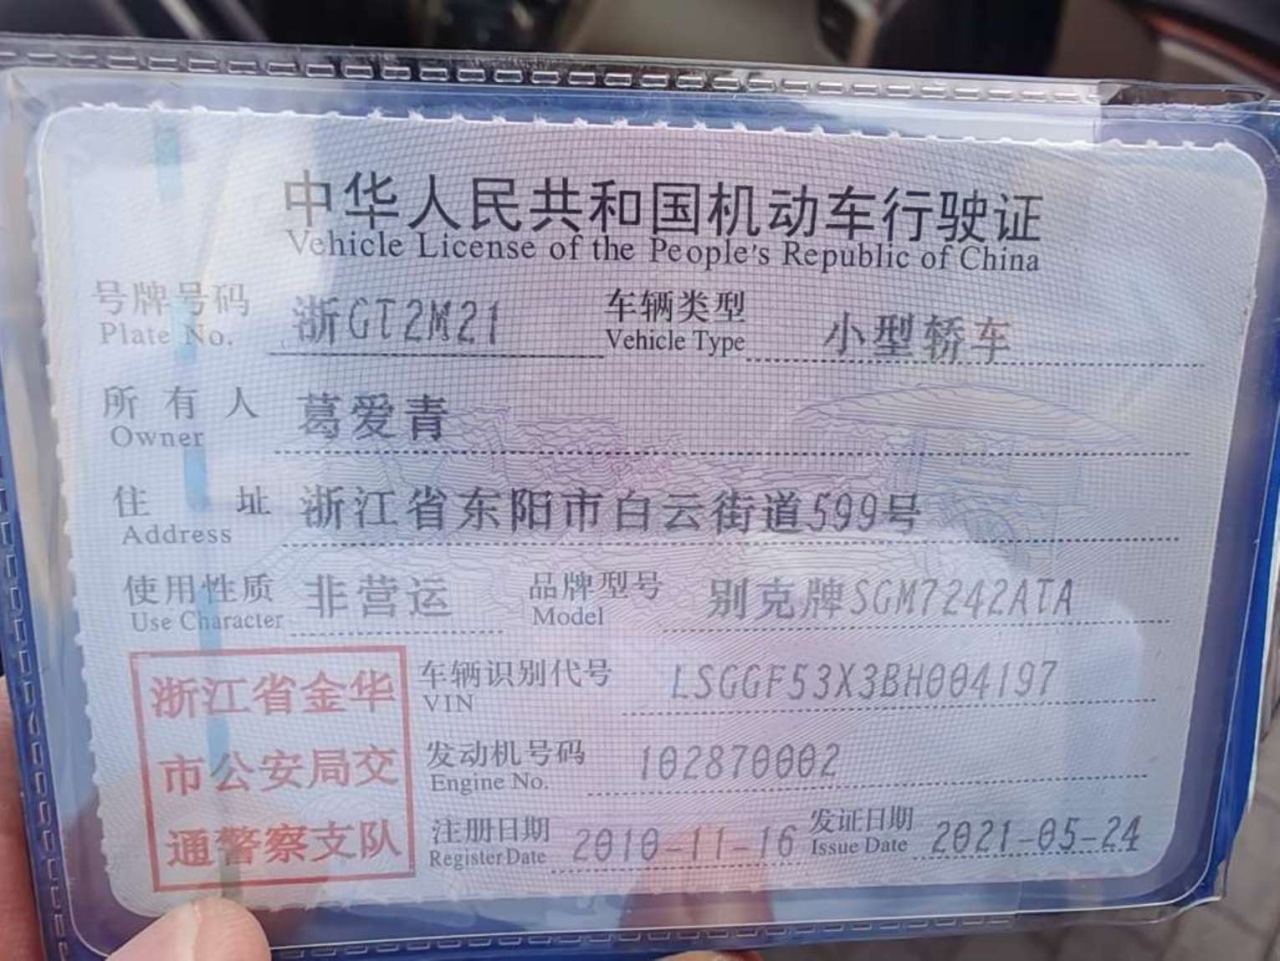 中华人民共和国机动车行驶证
Vehicle License of the People's Republic of China
号牌号码 浙GT2M21 车辆类型 小型轿车
Plate No. Vehicle Type
所有人 葛爱青
Owner
住址 浙江省东阳市白云街道599号
Address
使用性质 非营运 品牌型号 别克牌SGM7242ATA
Use Character Model
浙江省金华
市公安局交
通警察支队
车辆识别代号 LSGGF53X3BH004197
VIN
发动机号码 102870002
Engine No.
注册日期 2010-11-16 发证日期 2021-05-24
Register Date Issue Date